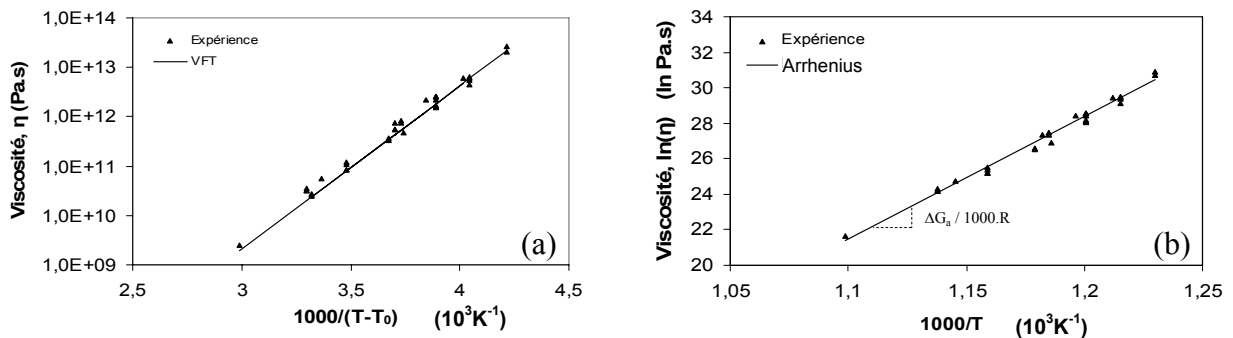 1,0E+14
1,0E+13
1,0E+12
1,0E+11
1,0E+10
1,0E+09
Viscosité, η (Pa.s)
Expérience
VFT
(a)
2,5 3 3,5 4 4,5
1000/(T-T₀) (10³K⁻¹)
34
32
30
28
26
24
22
20
Viscosité, ln(η) (ln Pa.s)
Expérience
Arrhenius
ΔGₐ / 1000.R
(b)
1,05 1,1 1,15 1,2 1,25
1000/T (10³K⁻¹)